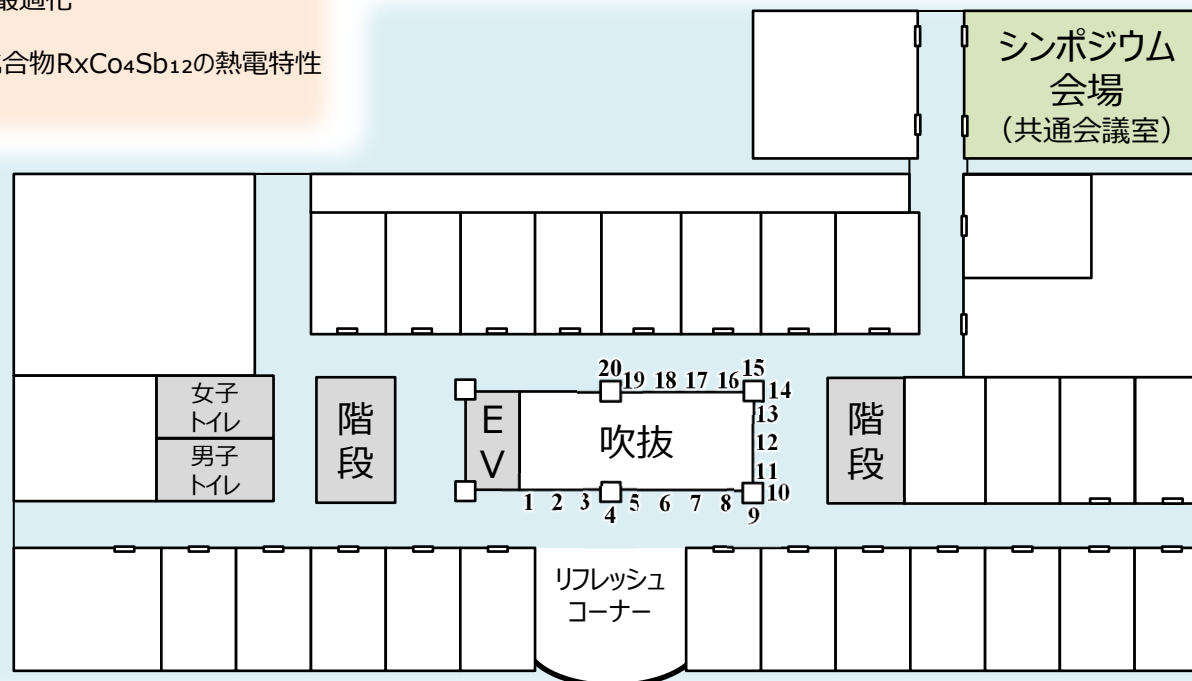 最適化
合物RxCo₄Sb₁₂の熱電特性
シンポジウム
会場
（共通会議室）
女子
トイレ
男子
トイレ
階
段
E
V
吹抜
階
段
20
19 18 17 16
15
14
13
12
11
10
1 2 3
4
5 6 7 8
9
リフレッシュ
コーナー